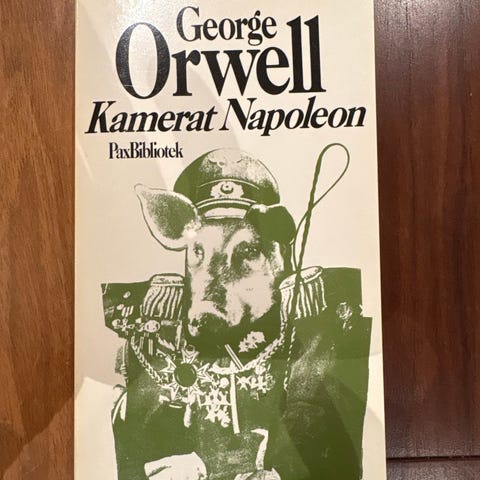 George
Orwell
Kamerat Napoleon
PaxBibliotek